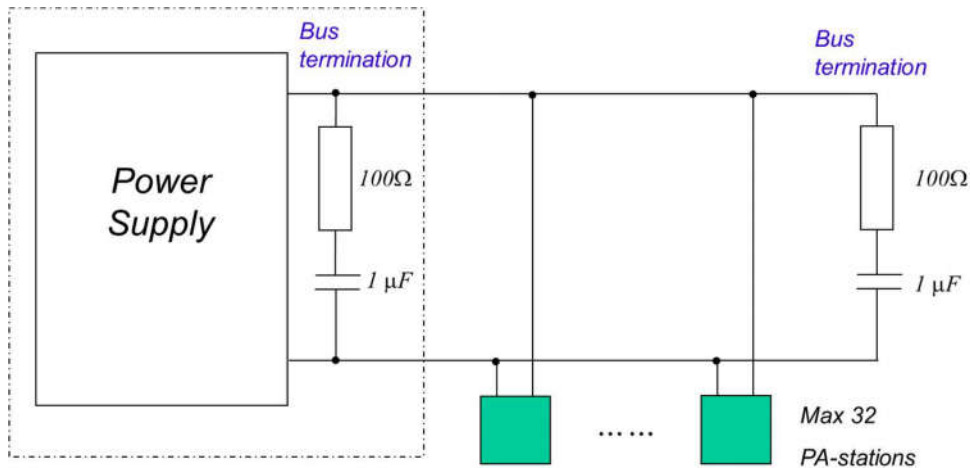 Bus
termination
Power
Supply
100Ω
1 µF
Bus
termination
100Ω
1 µF
... ...
Max 32
PA-stations